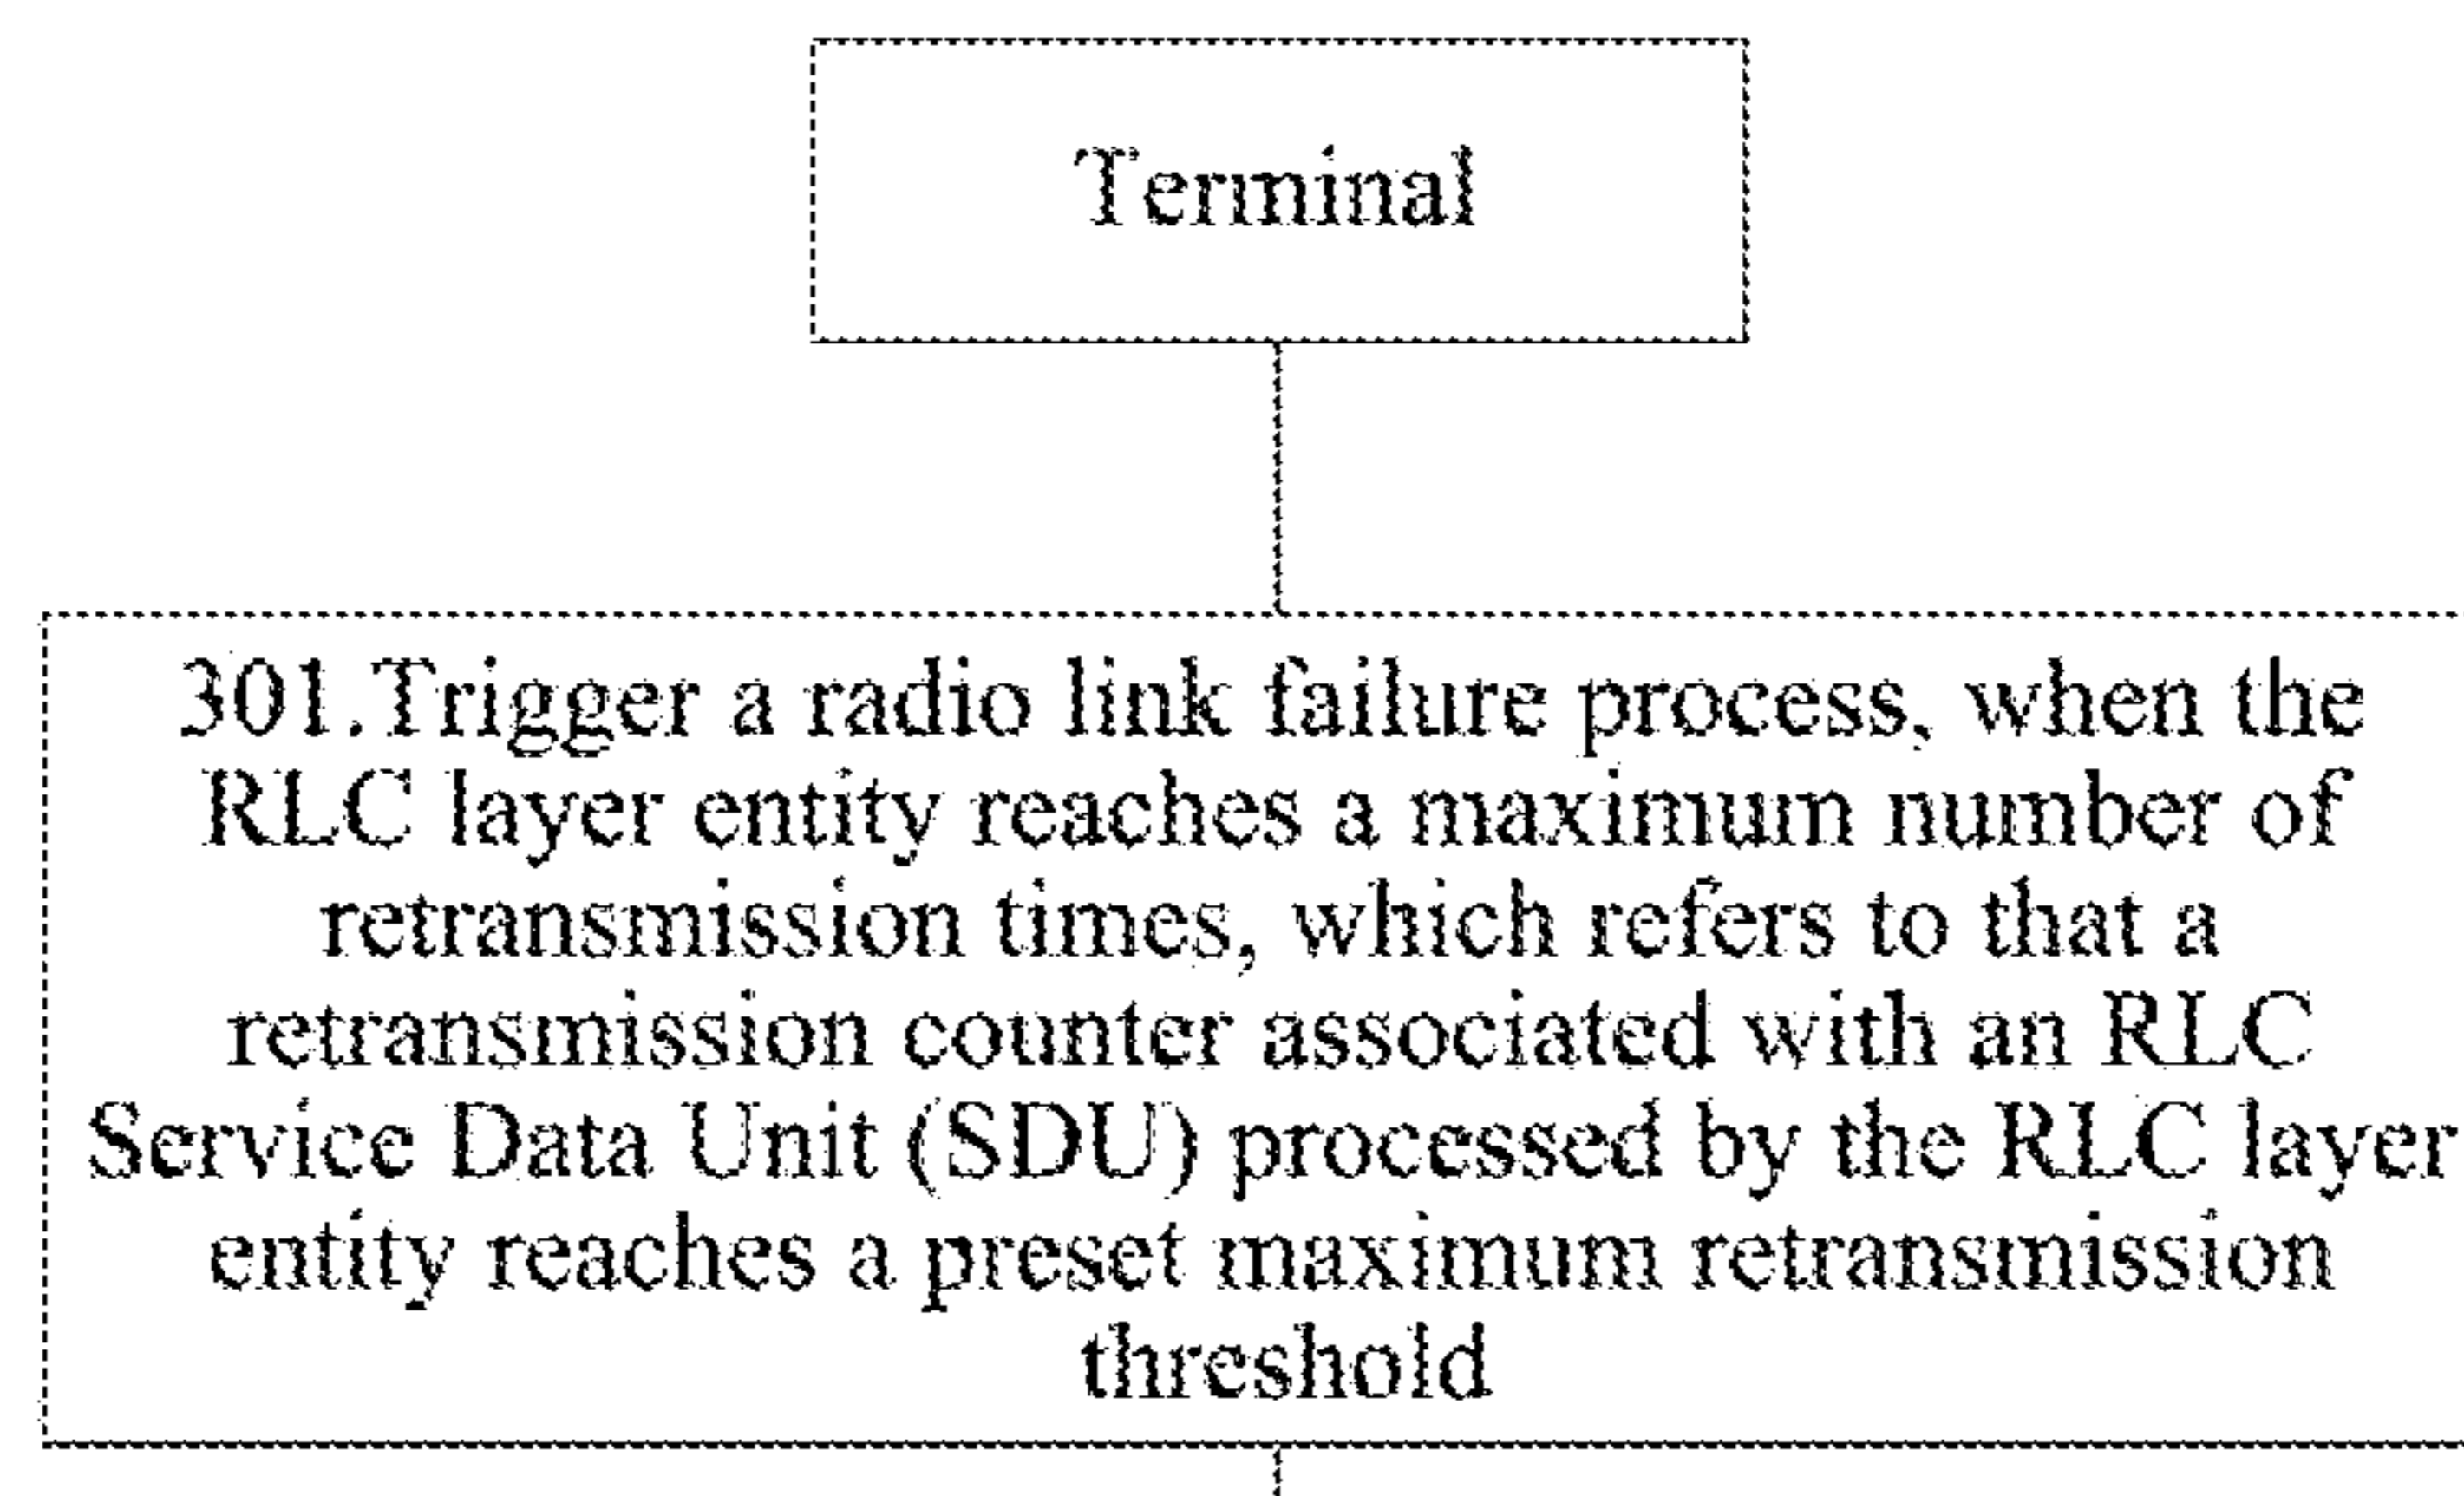 Terminal
301.Trigger a radio link failure process, when the
RLC layer entity reaches a maximum number of
retransmission times, which refers to that a
retransmission counter associated with an RLC
Service Data Unit (SDU) processed by the RLC layer
entity reaches a preset maximum retransmission
threshold